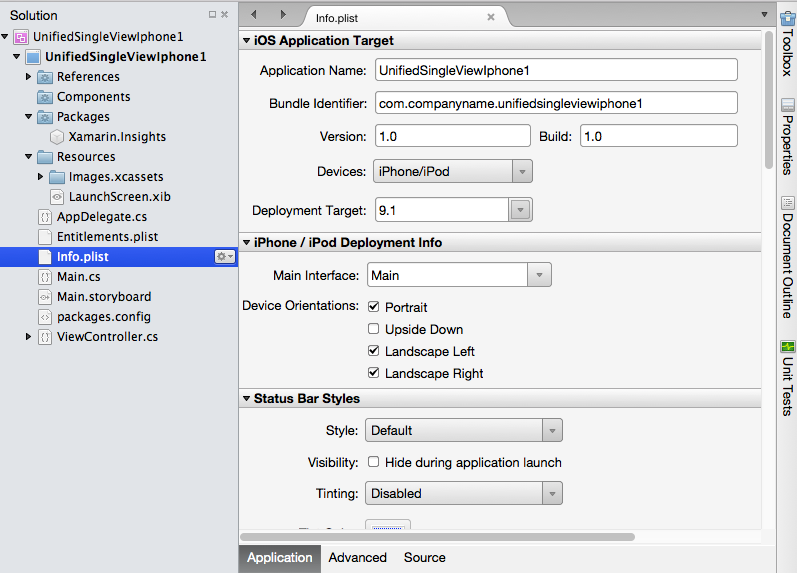 Solution
UnifiedSingleViewIphone1
UnifiedSingleViewIphone1
References
Components
Packages
Xamarin.Insights
Resources
Images.xcassets
LaunchScreen.xib
AppDelegate.cs
Entitlements.plist
Info.plist
Main.cs
Main.storyboard
packages.config
ViewController.cs
Info.plist
iOS Application Target
Application Name: UnifiedSingleViewIphone1
Bundle Identifier: com.companyname.unifiedsingleviewiphone1
Version: 1.0 Build: 1.0
Devices: iPhone/iPod
Deployment Target: 9.1
iPhone / iPod Deployment Info
Main Interface: Main
Device Orientations: Portrait
Upside Down
Landscape Left
Landscape Right
Status Bar Styles
Style: Default
Visibility: Hide during application launch
Tinting: Disabled
Application Advanced Source
Toolbox
Properties
Document Outline
Unit Tests